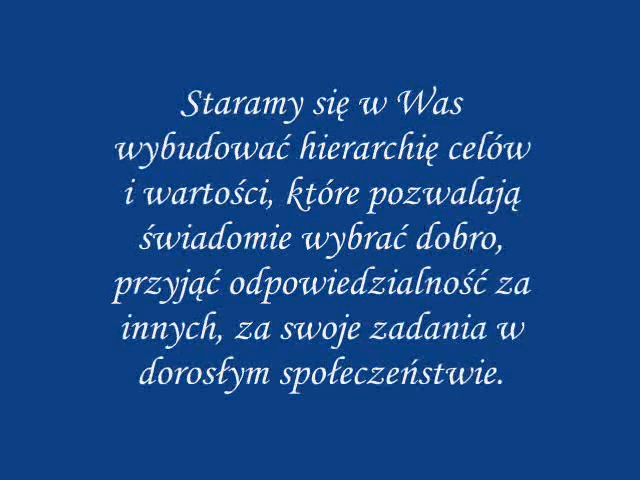 Staramy się w Was
wybudować hierarchię celów
i wartości, które pozwalają
świadomie wybrać dobro,
przyjąć odpowiedzialność za
innych, za swoje zadania w
dorosłym społeczeństwie.